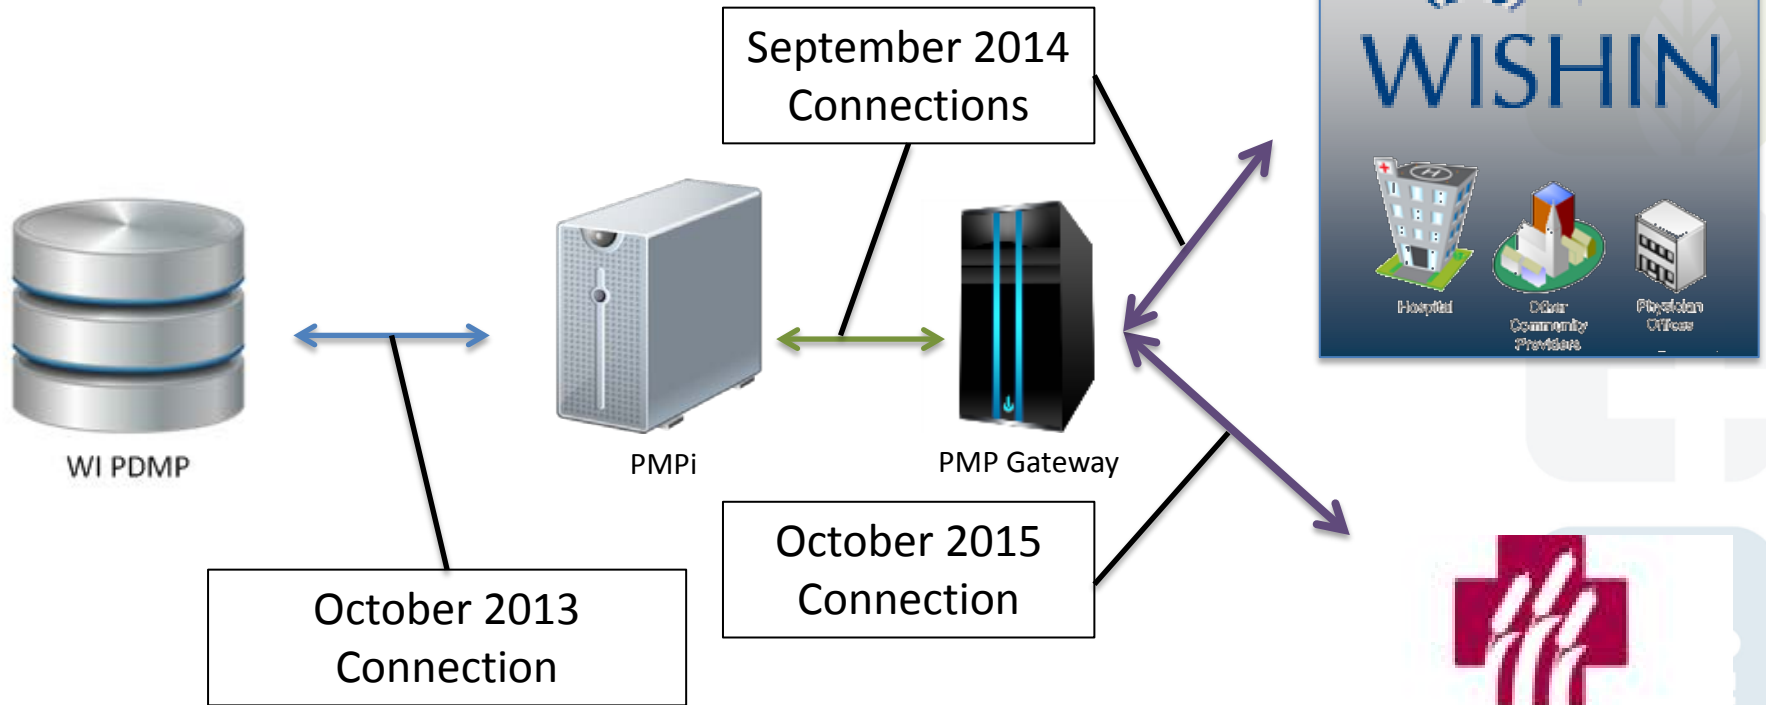 September 2014
Connections
WISHIN
Hospital
Other
Community
Providers
Physician
Offices
WI PDMP
PMPi
PMP Gateway
October 2015
Connection
October 2013
Connection